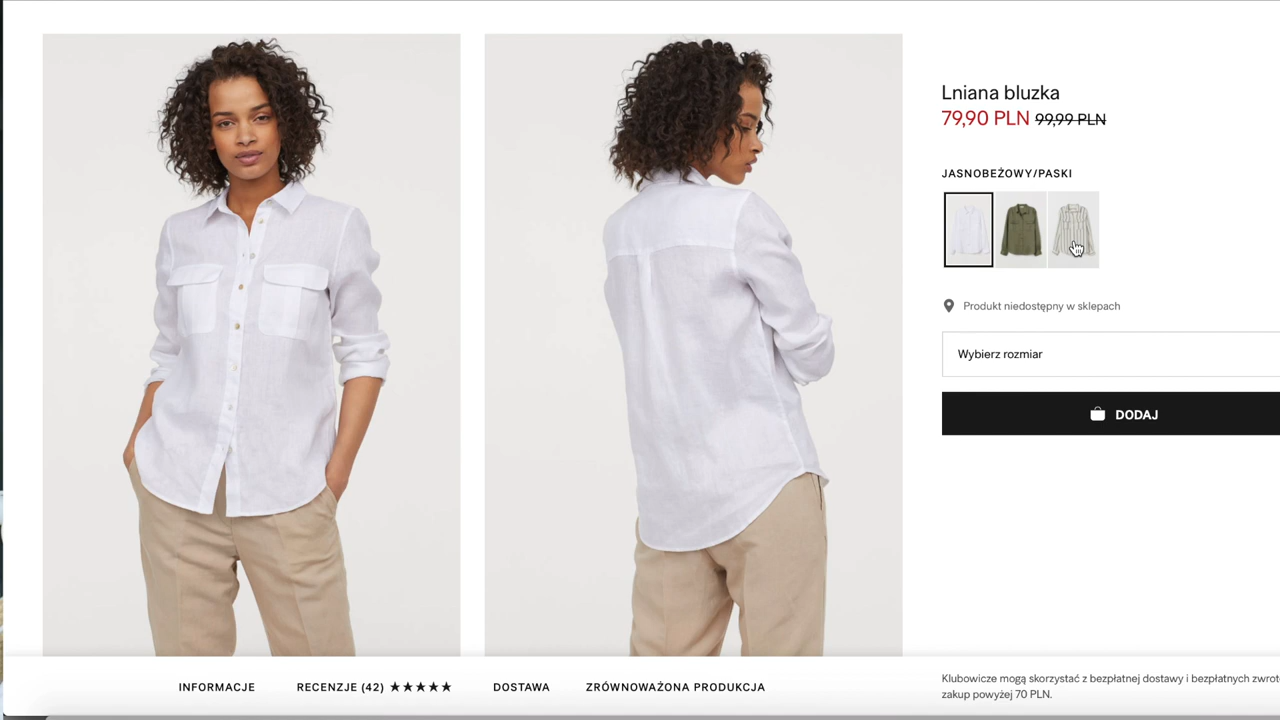 Lniana bluzka
79,90 PLN 99,99 PLN
JASNOBEŻOWY/PASKI
Produkt niedostępny w sklepach
Wybierz rozmiar
DODAJ
INFORMACJE RECENZJE (42) ★★★★★ DOSTAWA ZRÓWNOWAŻONA PRODUKCJA
Klubowicze mogą skorzystać z bezpłatnej dostawy i bezpłatnych
zakup powyżej 70 PLN.